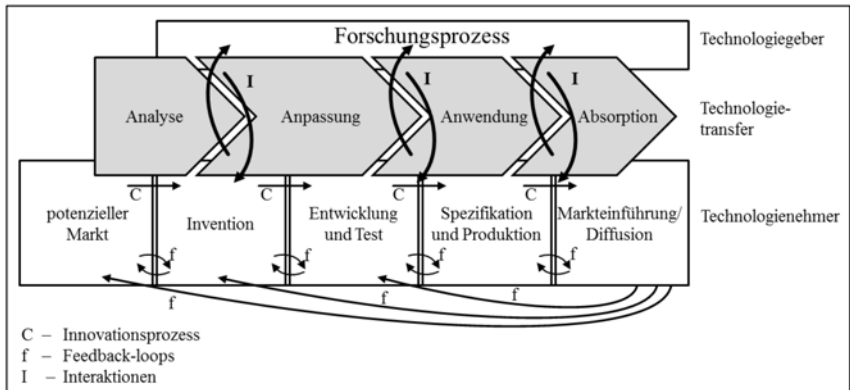 Forschungsprozess
Technologiegeber
I
I
Analyse
Anpassung
Anwendung
Absorption
Technologie-
transfer
C
C
C
C
potenzieller
Markt
Invention
Entwicklung
und Test
Spezifikation
und Produktion
Markteinführung/
Diffusion
Technologienehmer
f
f
f
f
f
f
f
C – Innovationsprozess
f – Feedback-loops
I – Interaktionen